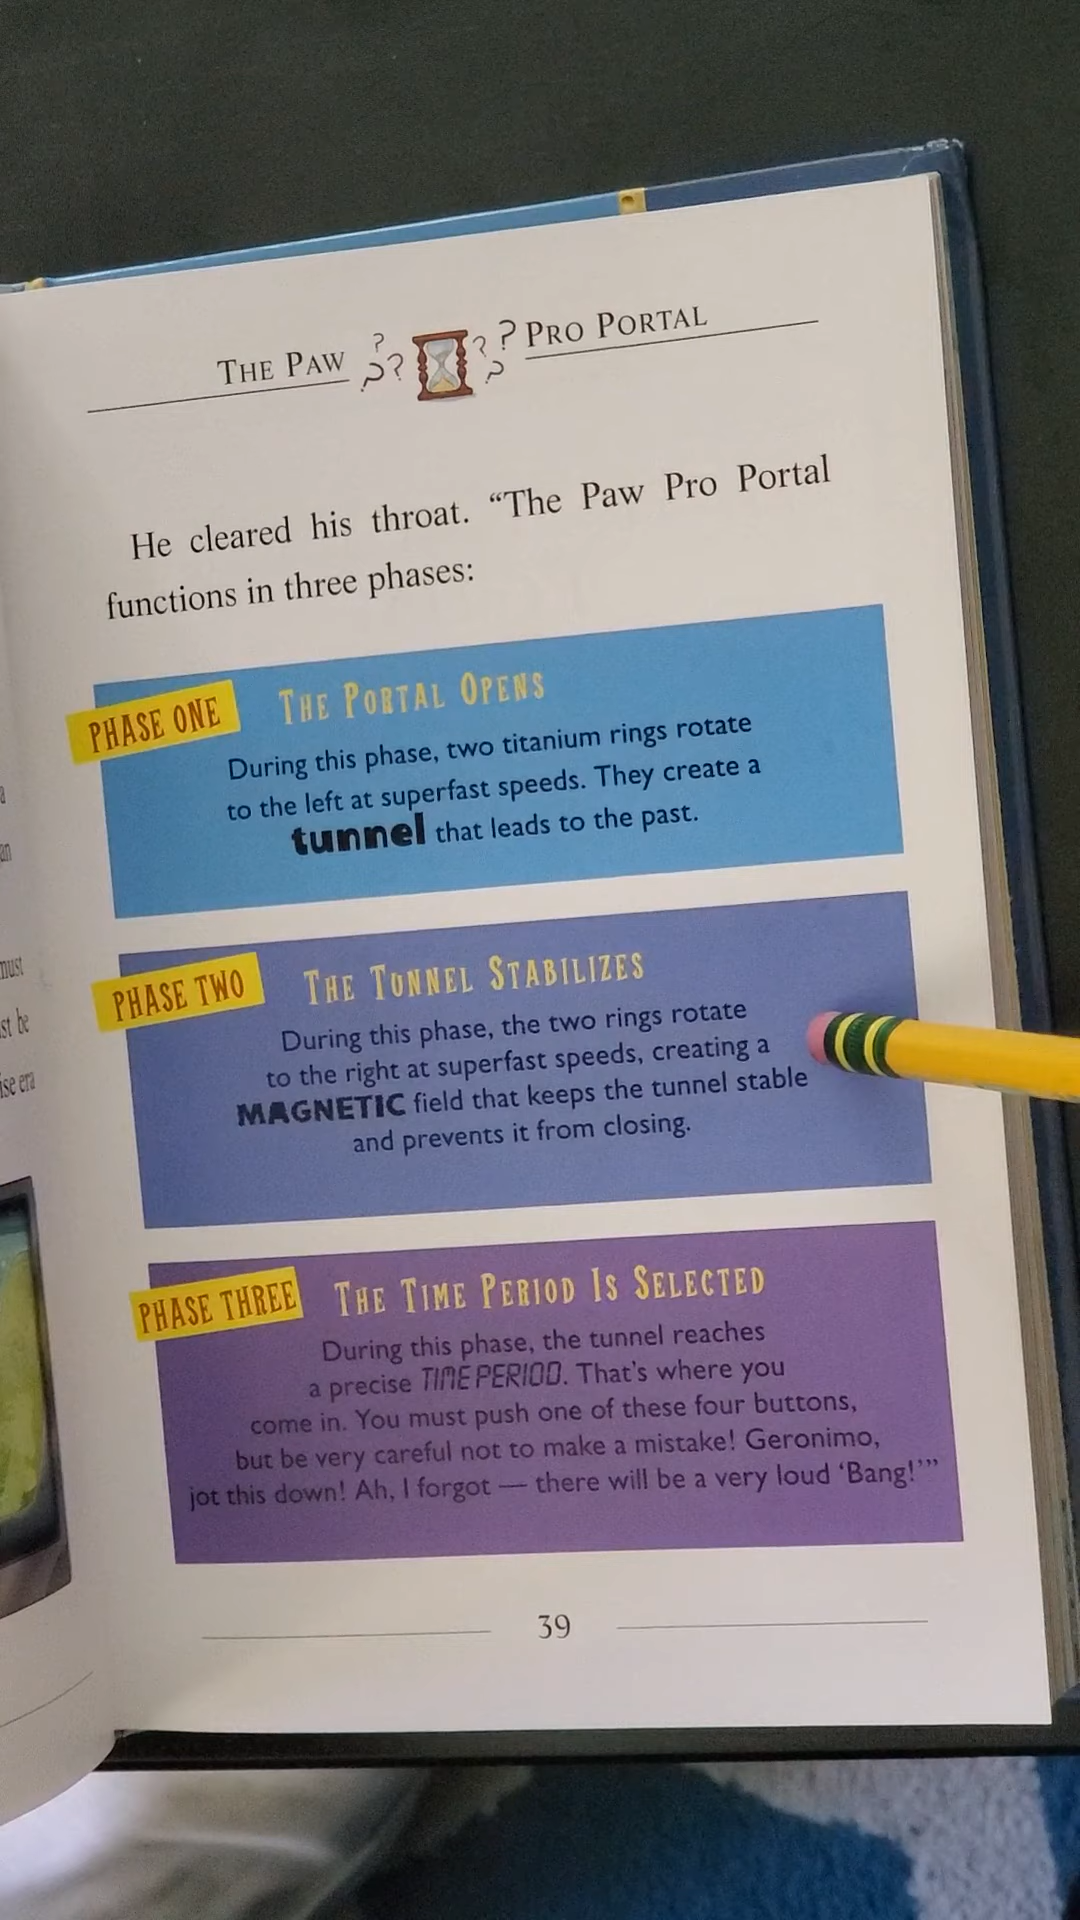 THE PAW ? ? ? ? ? ? PRO PORTAL
He cleared his throat. “The Paw Pro Portal
functions in three phases:
PHASE ONE THE PORTAL OPENS
During this phase, two titanium rings rotate
to the left at superfast speeds. They create a
tunnel that leads to the past.
PHASE TWO THE TUNNEL STABILIZES
During this phase, the two rings rotate
to the right at superfast speeds, creating a
MAGNETIC field that keeps the tunnel stable
and prevents it from closing.
PHASE THREE THE TIME PERIOD IS SELECTED
During this phase, the tunnel reaches
a precise TIME PERIOD. That’s where you
come in. You must push one of these four buttons,
but be very careful not to make a mistake! Geronimo,
jot this down! Ah, I forgot — there will be a very loud ‘Bang!’”
39